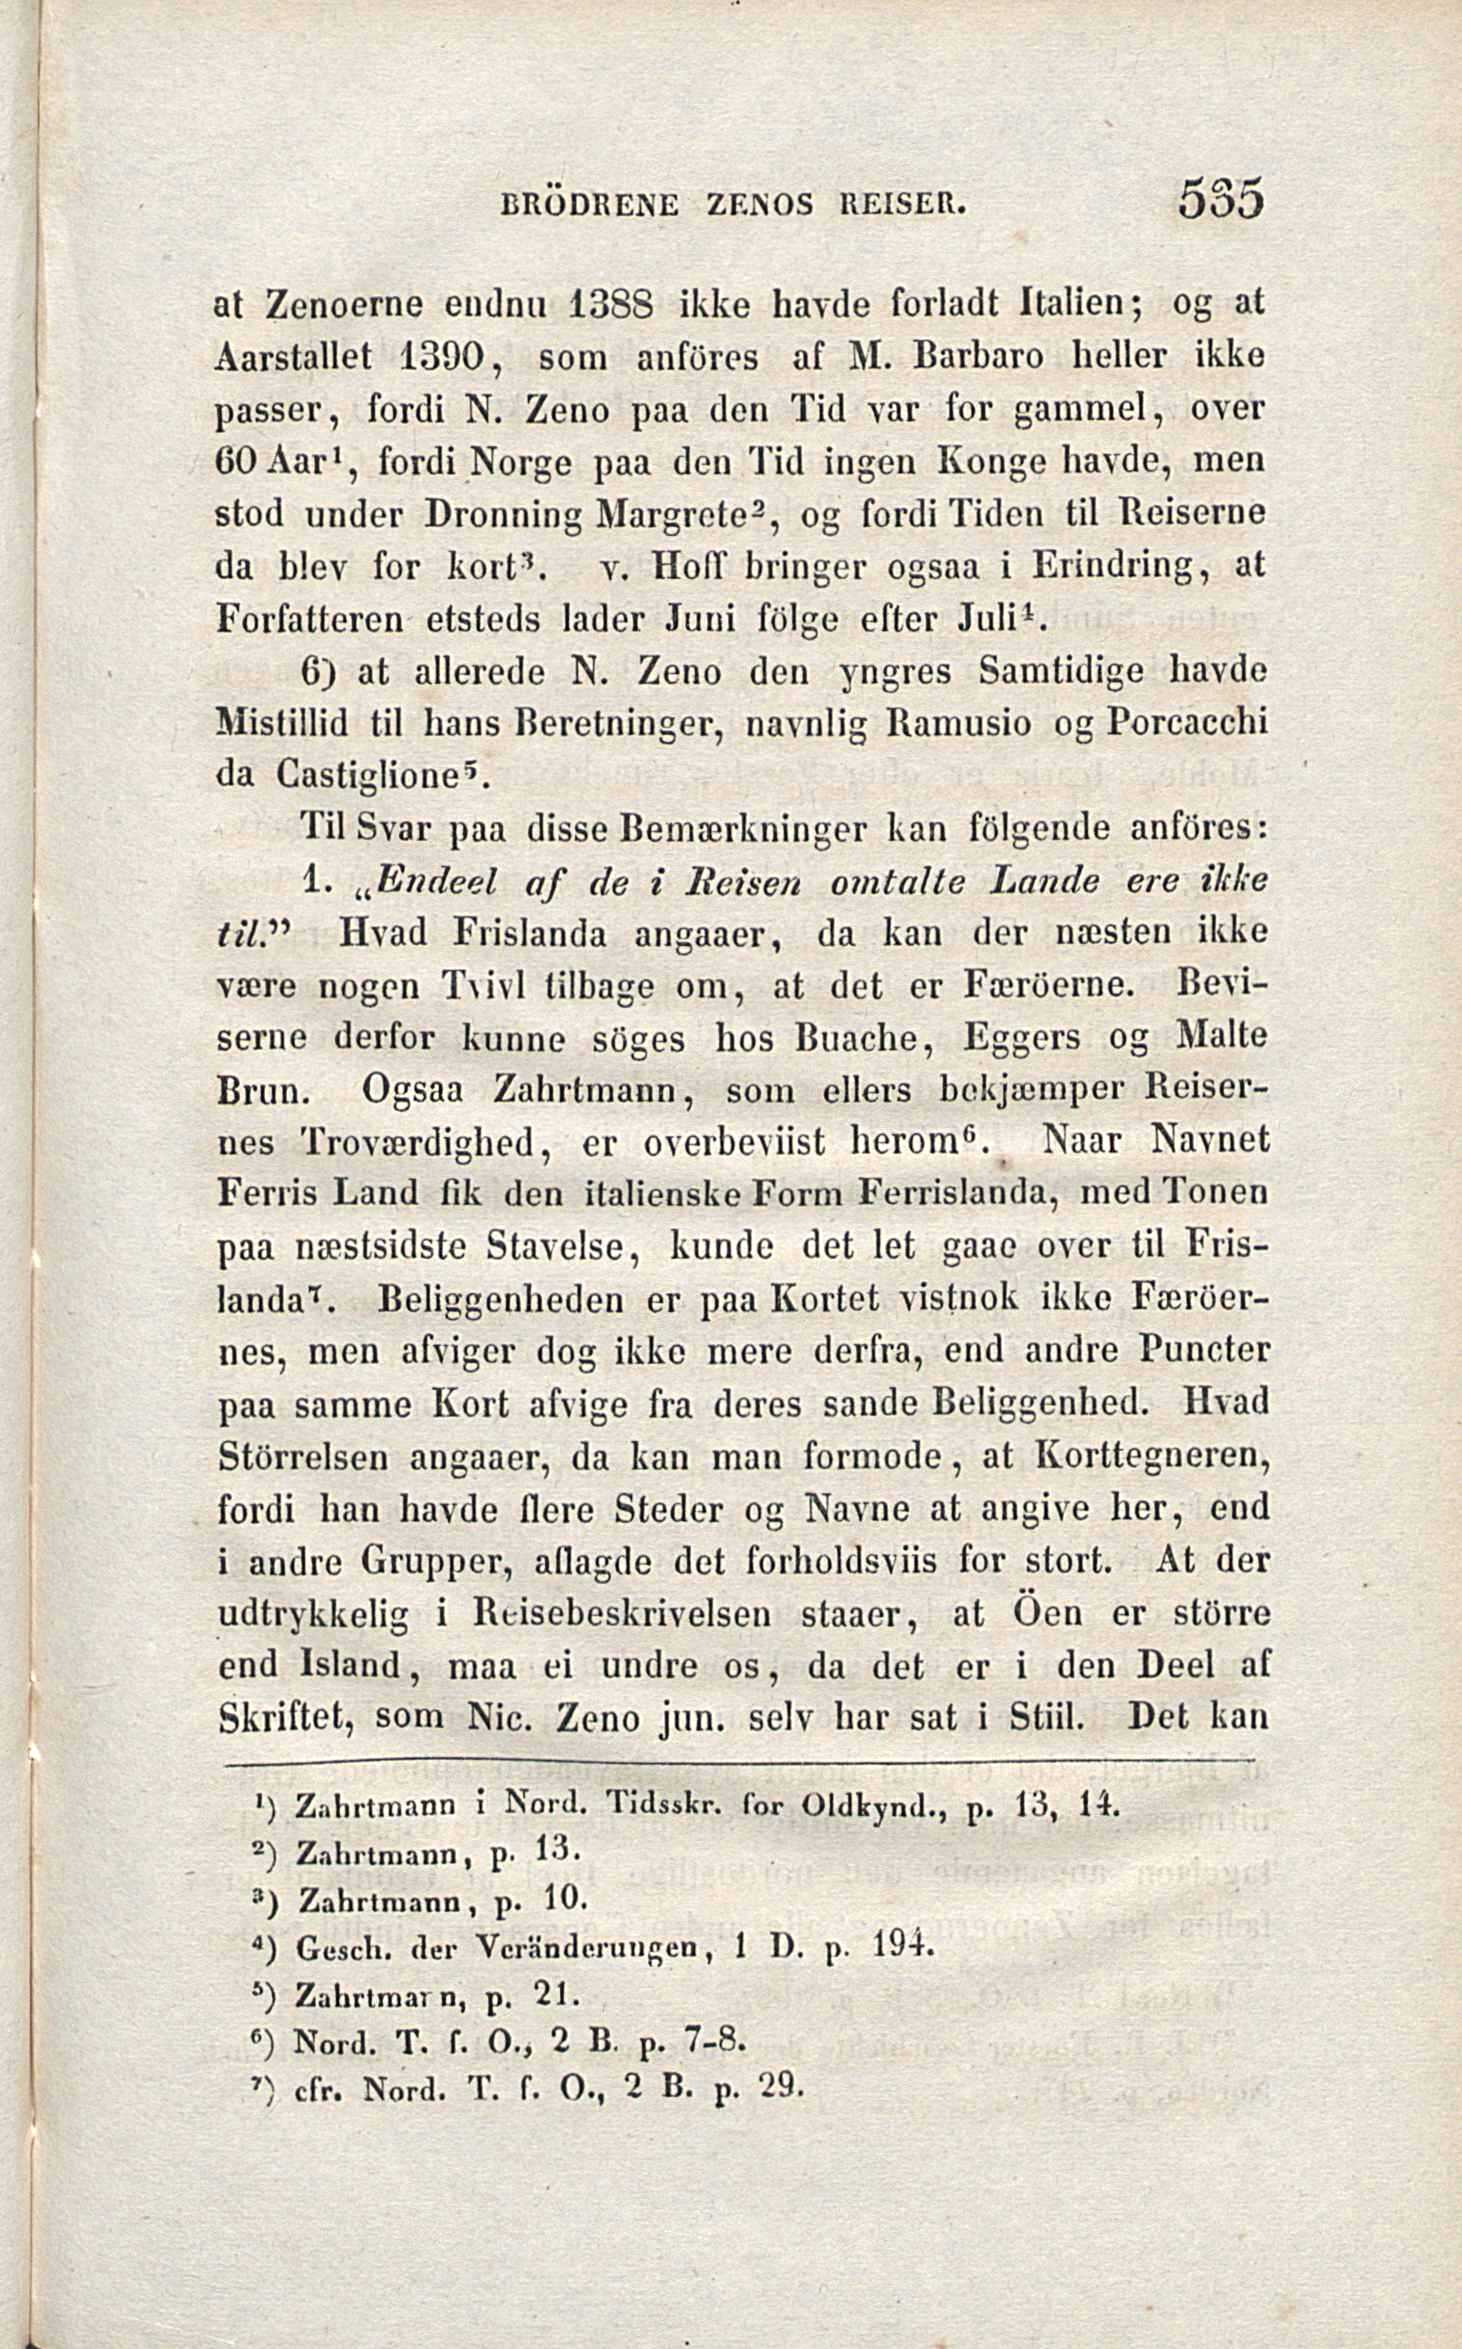 BRÖDRENE ZENOS REISER. 535
at Zenoerne endnu 1388 ikke havde forladt Italien; og at
Aarstallet 1390, som anföres af M. Barbaro heller ikke
passer, fordi N. Zeno paa den Tid var for gammel, over
60 Aar¹, fordi Norge paa den Tid ingen Konge havde, men
stod under Dronning Margrete², og fordi Tiden til Reiserne
da blev for kort³. v. Hoff bringer ogsaa i Erindring, at
Forfatteren etsteds lader Juni fölge efter Juli⁴.
6) at allerede N. Zeno den yngres Samtidige havde
Mistillid til hans Beretninger, navnlig Ramusio og Porcacchi
da Castiglione⁵.
Til Svar paa disse Bemærkninger kan fölgende anföres:
1. „Endeel af de i Reisen omtalte Lande ere ikke
til.” Hvad Frislanda angaaer, da kan der næsten ikke
være nogen Tvivl tilbage om, at det er Færöerne. Bevi-
serne derfor kunne söges hos Buache, Eggers og Malte
Brun. Ogsaa Zahrtmann, som ellers bekjæmper Reiser-
nes Troværdighed, er overbeviist herom⁶. Naar Navnet
Ferris Land fik den italienske Form Ferrislanda, med Tonen
paa næstsidste Stavelse, kunde det let gaae over til Fris-
landa⁷. Beliggenheden er paa Kortet vistnok ikke Færöer-
nes, men afviger dog ikke mere derfra, end andre Puncter
paa samme Kort afvige fra deres sande Beliggenhed. Hvad
Störrelsen angaaer, da kan man formode, at Korttegneren,
fordi han havde flere Steder og Navne at angive her, end
i andre Grupper, aflagde det forholdsviis for stort. At der
udtrykkelig i Reisebeskrivelsen staaer, at Öen er större
end Island, maa ei undre os, da det er i den Deel af
Skriftet, som Nic. Zeno jun. selv har sat i Stiil. Det kan
¹) Zahrtmann i Nord. Tidsskr. for Oldkynd., p. 13, 14.
²) Zahrtmann, p. 13.
³) Zahrtmann, p. 10.
⁴) Gesch. der Veränderungen, 1 D. p. 194.
⁵) Zahrtmann, p. 21.
⁶) Nord. T. f. O., 2 B. p. 7-8.
⁷) cfr. Nord. T. f. O., 2 B. p. 29.